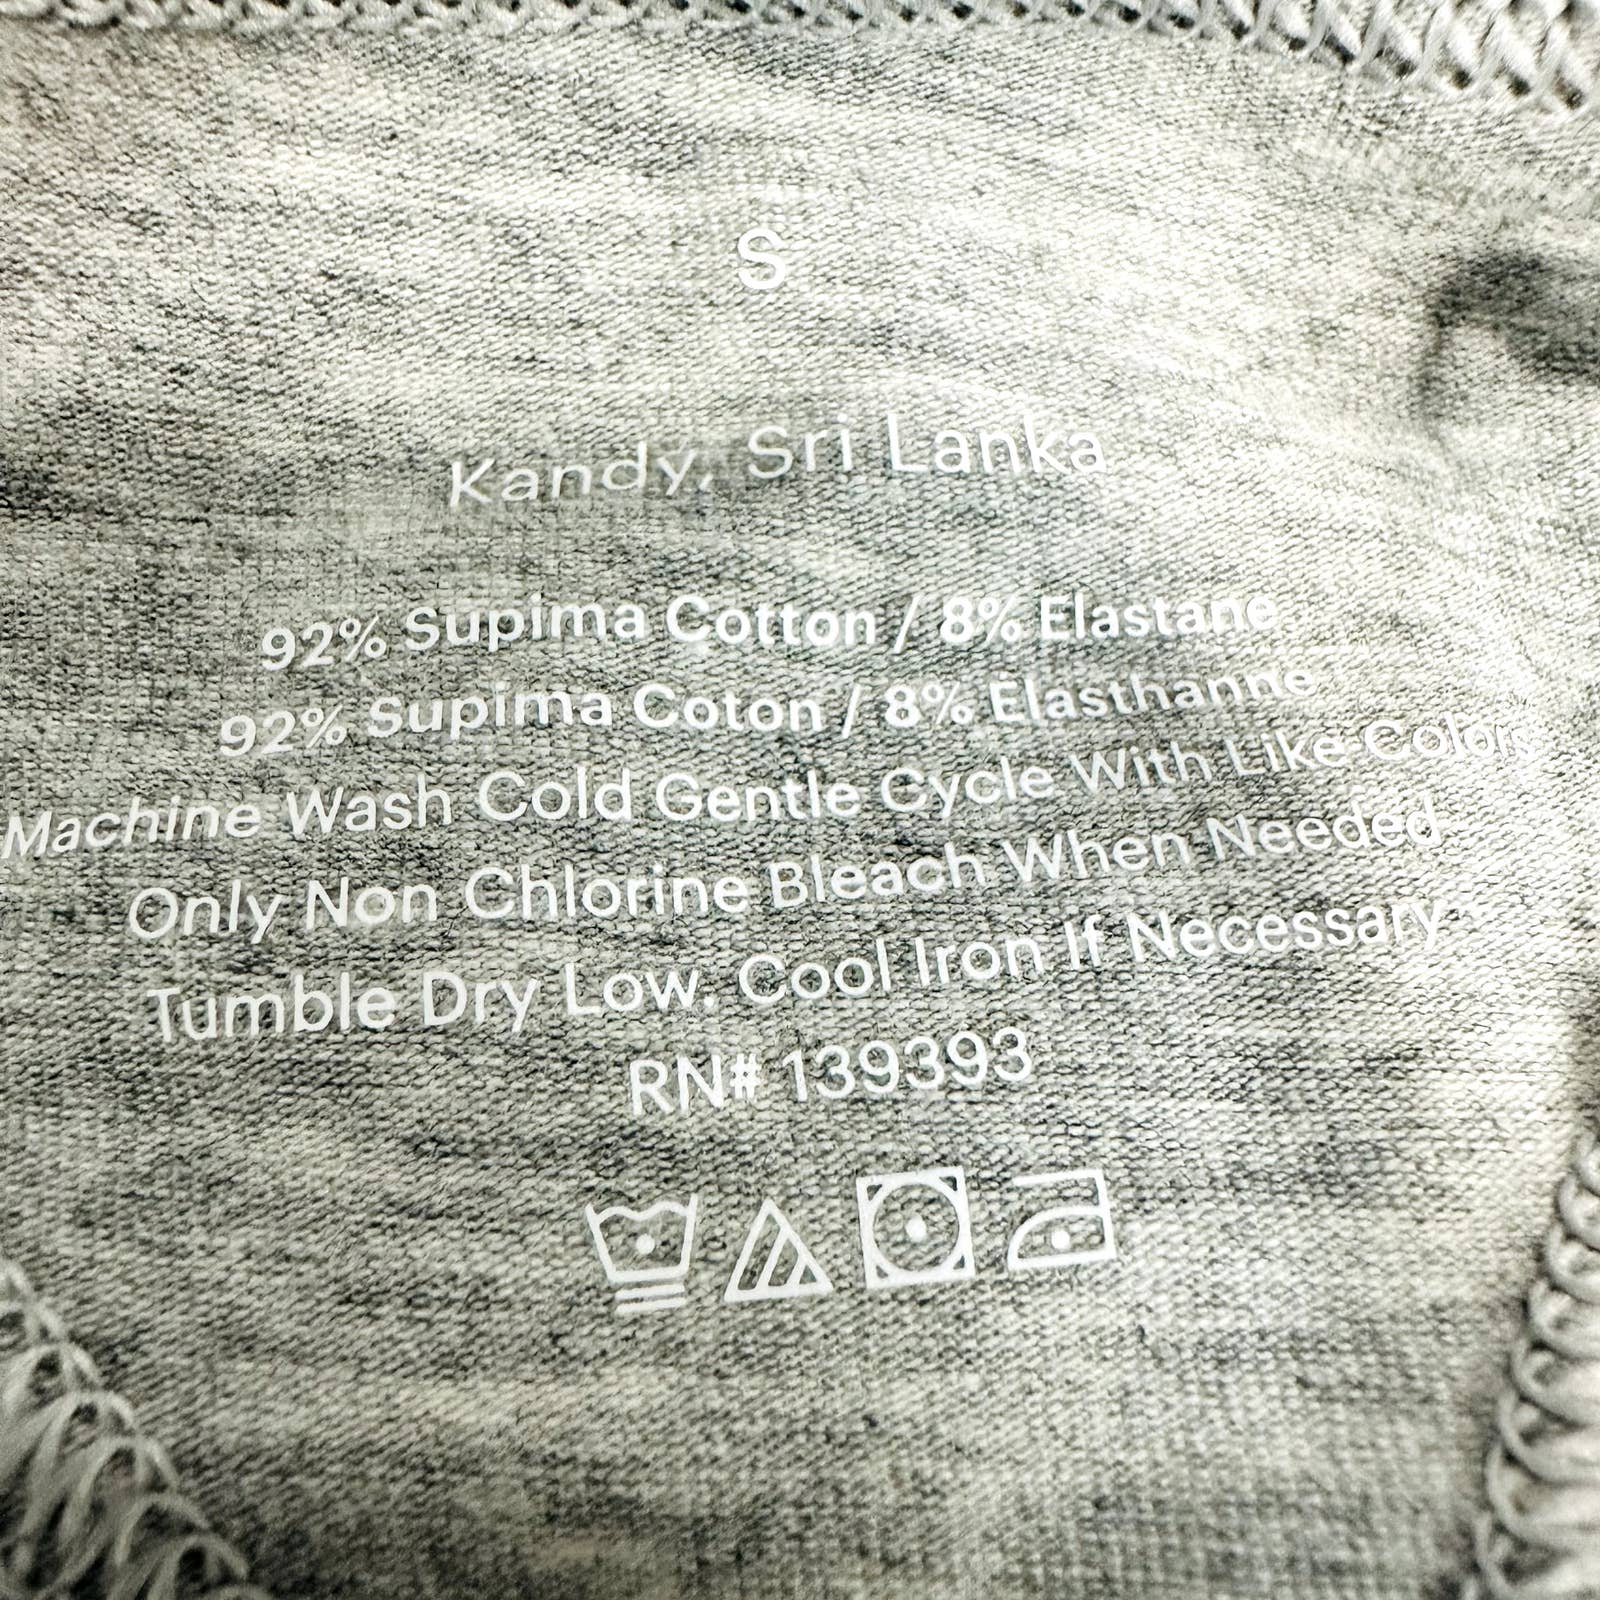 S
Kandy, Sri Lanka
92% Supima Cotton / 8% Elastane
92% Supima Coton / 8% Élasthanne
Machine Wash Cold Gentle Cycle With Like Colors
Only Non Chlorine Bleach When Needed
Tumble Dry Low. Cool Iron If Necessary
RN# 139393